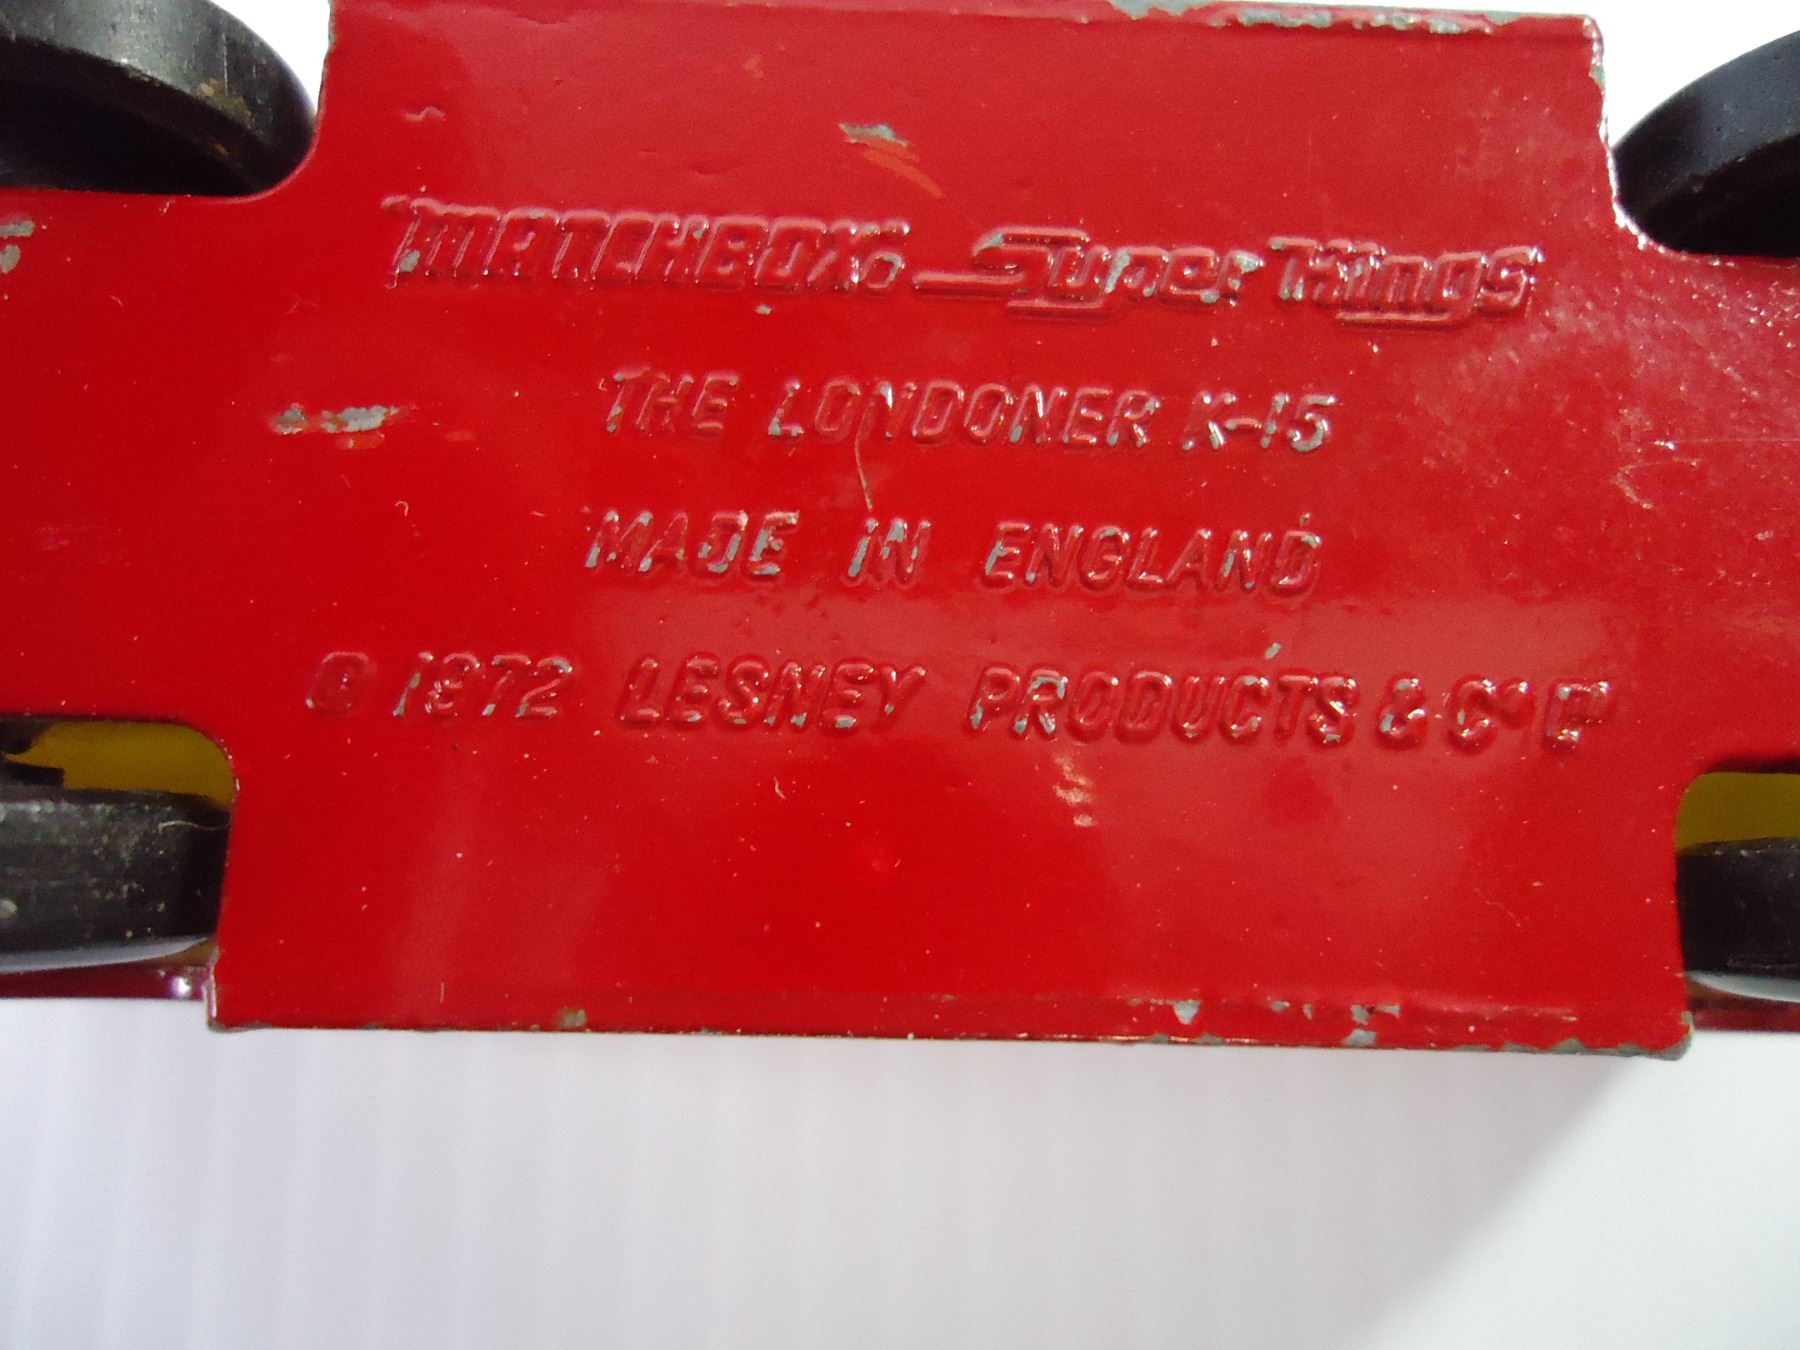 "MATCHBOX" Super Kings
THE LONDONER K-15
MADE IN ENGLAND
© 1972 LESNEY PRODUCTS & Co LTD